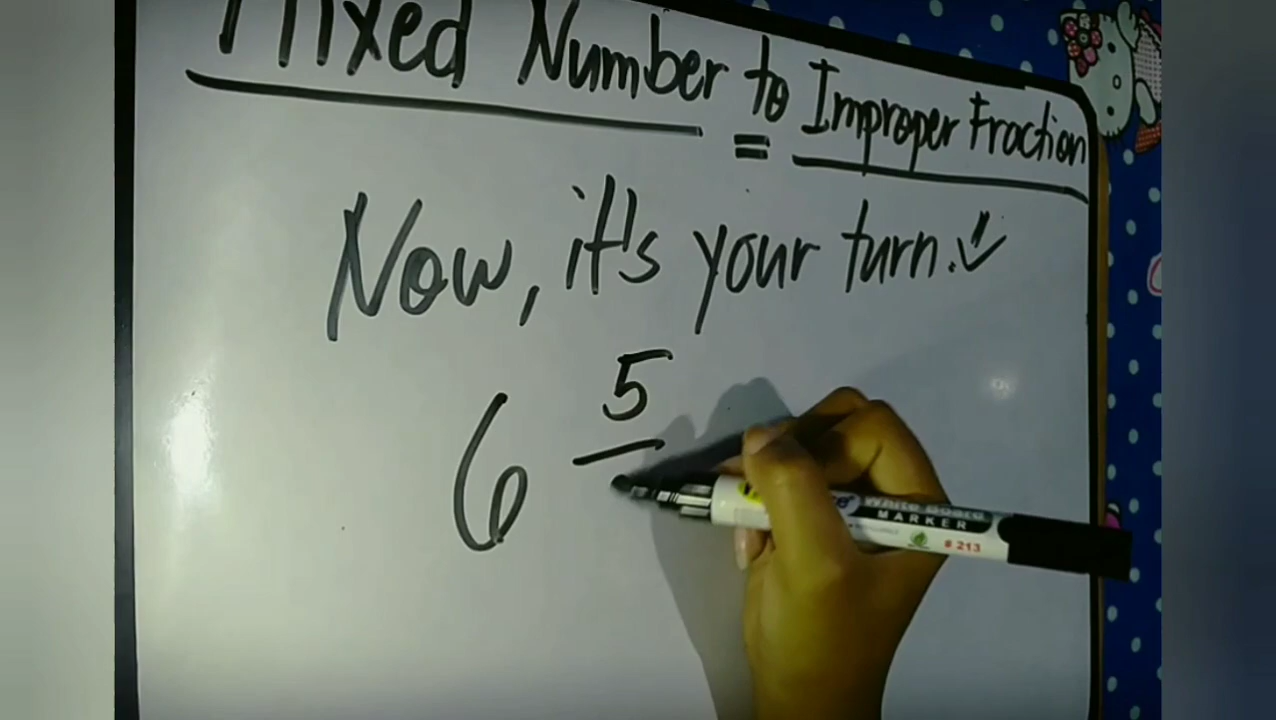 Mixed Number to Improper Fraction
=
Now, it's your turn.
6 5
White Board
MARKER
# 213